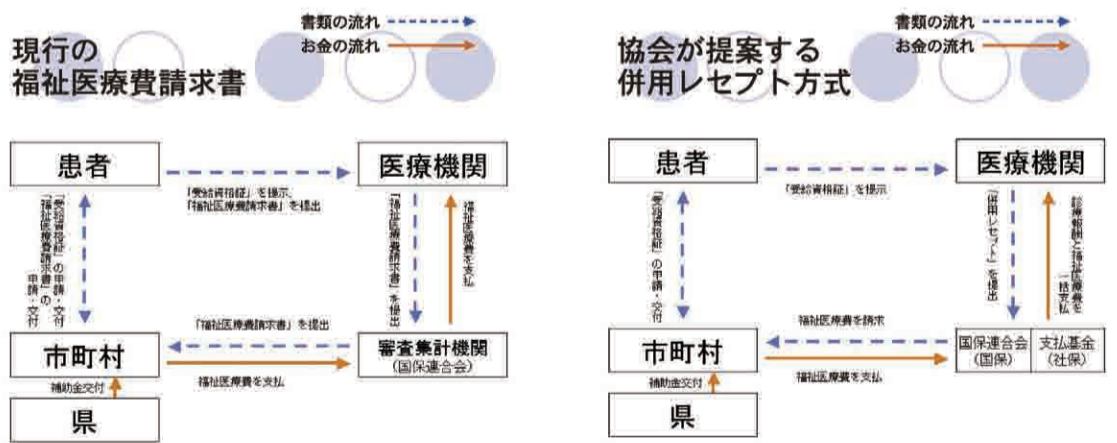 書類の流れ
お金の流れ
現行の
福祉医療費請求書
患者
医療機関
「受給資格証」を提示、
「福祉医療費請求書」を提出
「受給資格証」の申請・交付
「福祉医療費請求書」の
申請・交付
「福祉医療費請求書」を提出
福祉医療費を支払
「福祉医療費請求書」を提出
市町村
審査集計機関
(国保連合会)
福祉医療費を支払
補助金交付
県
書類の流れ
お金の流れ
協会が提案する
併用レセプト方式
患者
医療機関
「受給資格証」を提示
「受給資格証」の申請・交付
「併用レセプト」を提出
診療報酬と福祉医療費を
一括支払
福祉医療費を請求
市町村
国保連合会
(国保)
支払基金
(社保)
福祉医療費を支払
補助金交付
県